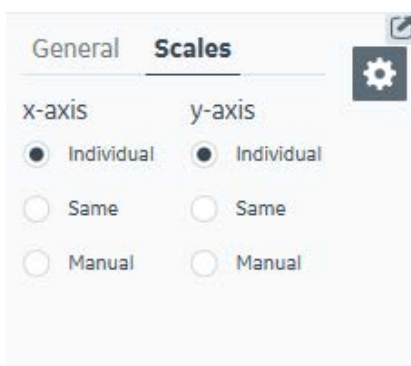 General Scales
x-axis y-axis
Individual Individual
Same Same
Manual Manual